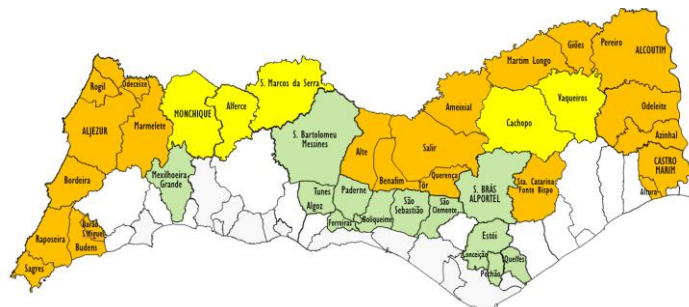 Pereiro
Giões
ALCOUTIM
Martim Longo
S. Marcos da Serra
Odeceixe
Rogil
Vaqueiros
Ameixial
Odeleite
MONCHIQUE
Alferce
Cachopo
ALJEZUR
Marmelete
S. Bartolomeu
Messines
Azinhal
Alte
Salir
CASTRO
MARIM
Mexilhoeira
Grande
Querença
Bordeira
Benafim
Tôr
S. BRÁS
ALPORTEL
Sta. Catarina
Fonte Bispo
Altura
Tunes
Paderne
São
Sebastião
São
Clemente
Algoz
Barão
S.Miguel
Boliqueime
Ferreiras
Raposeira
Budens
Estói
Conceição
Quelfes
Sagres
Pechão